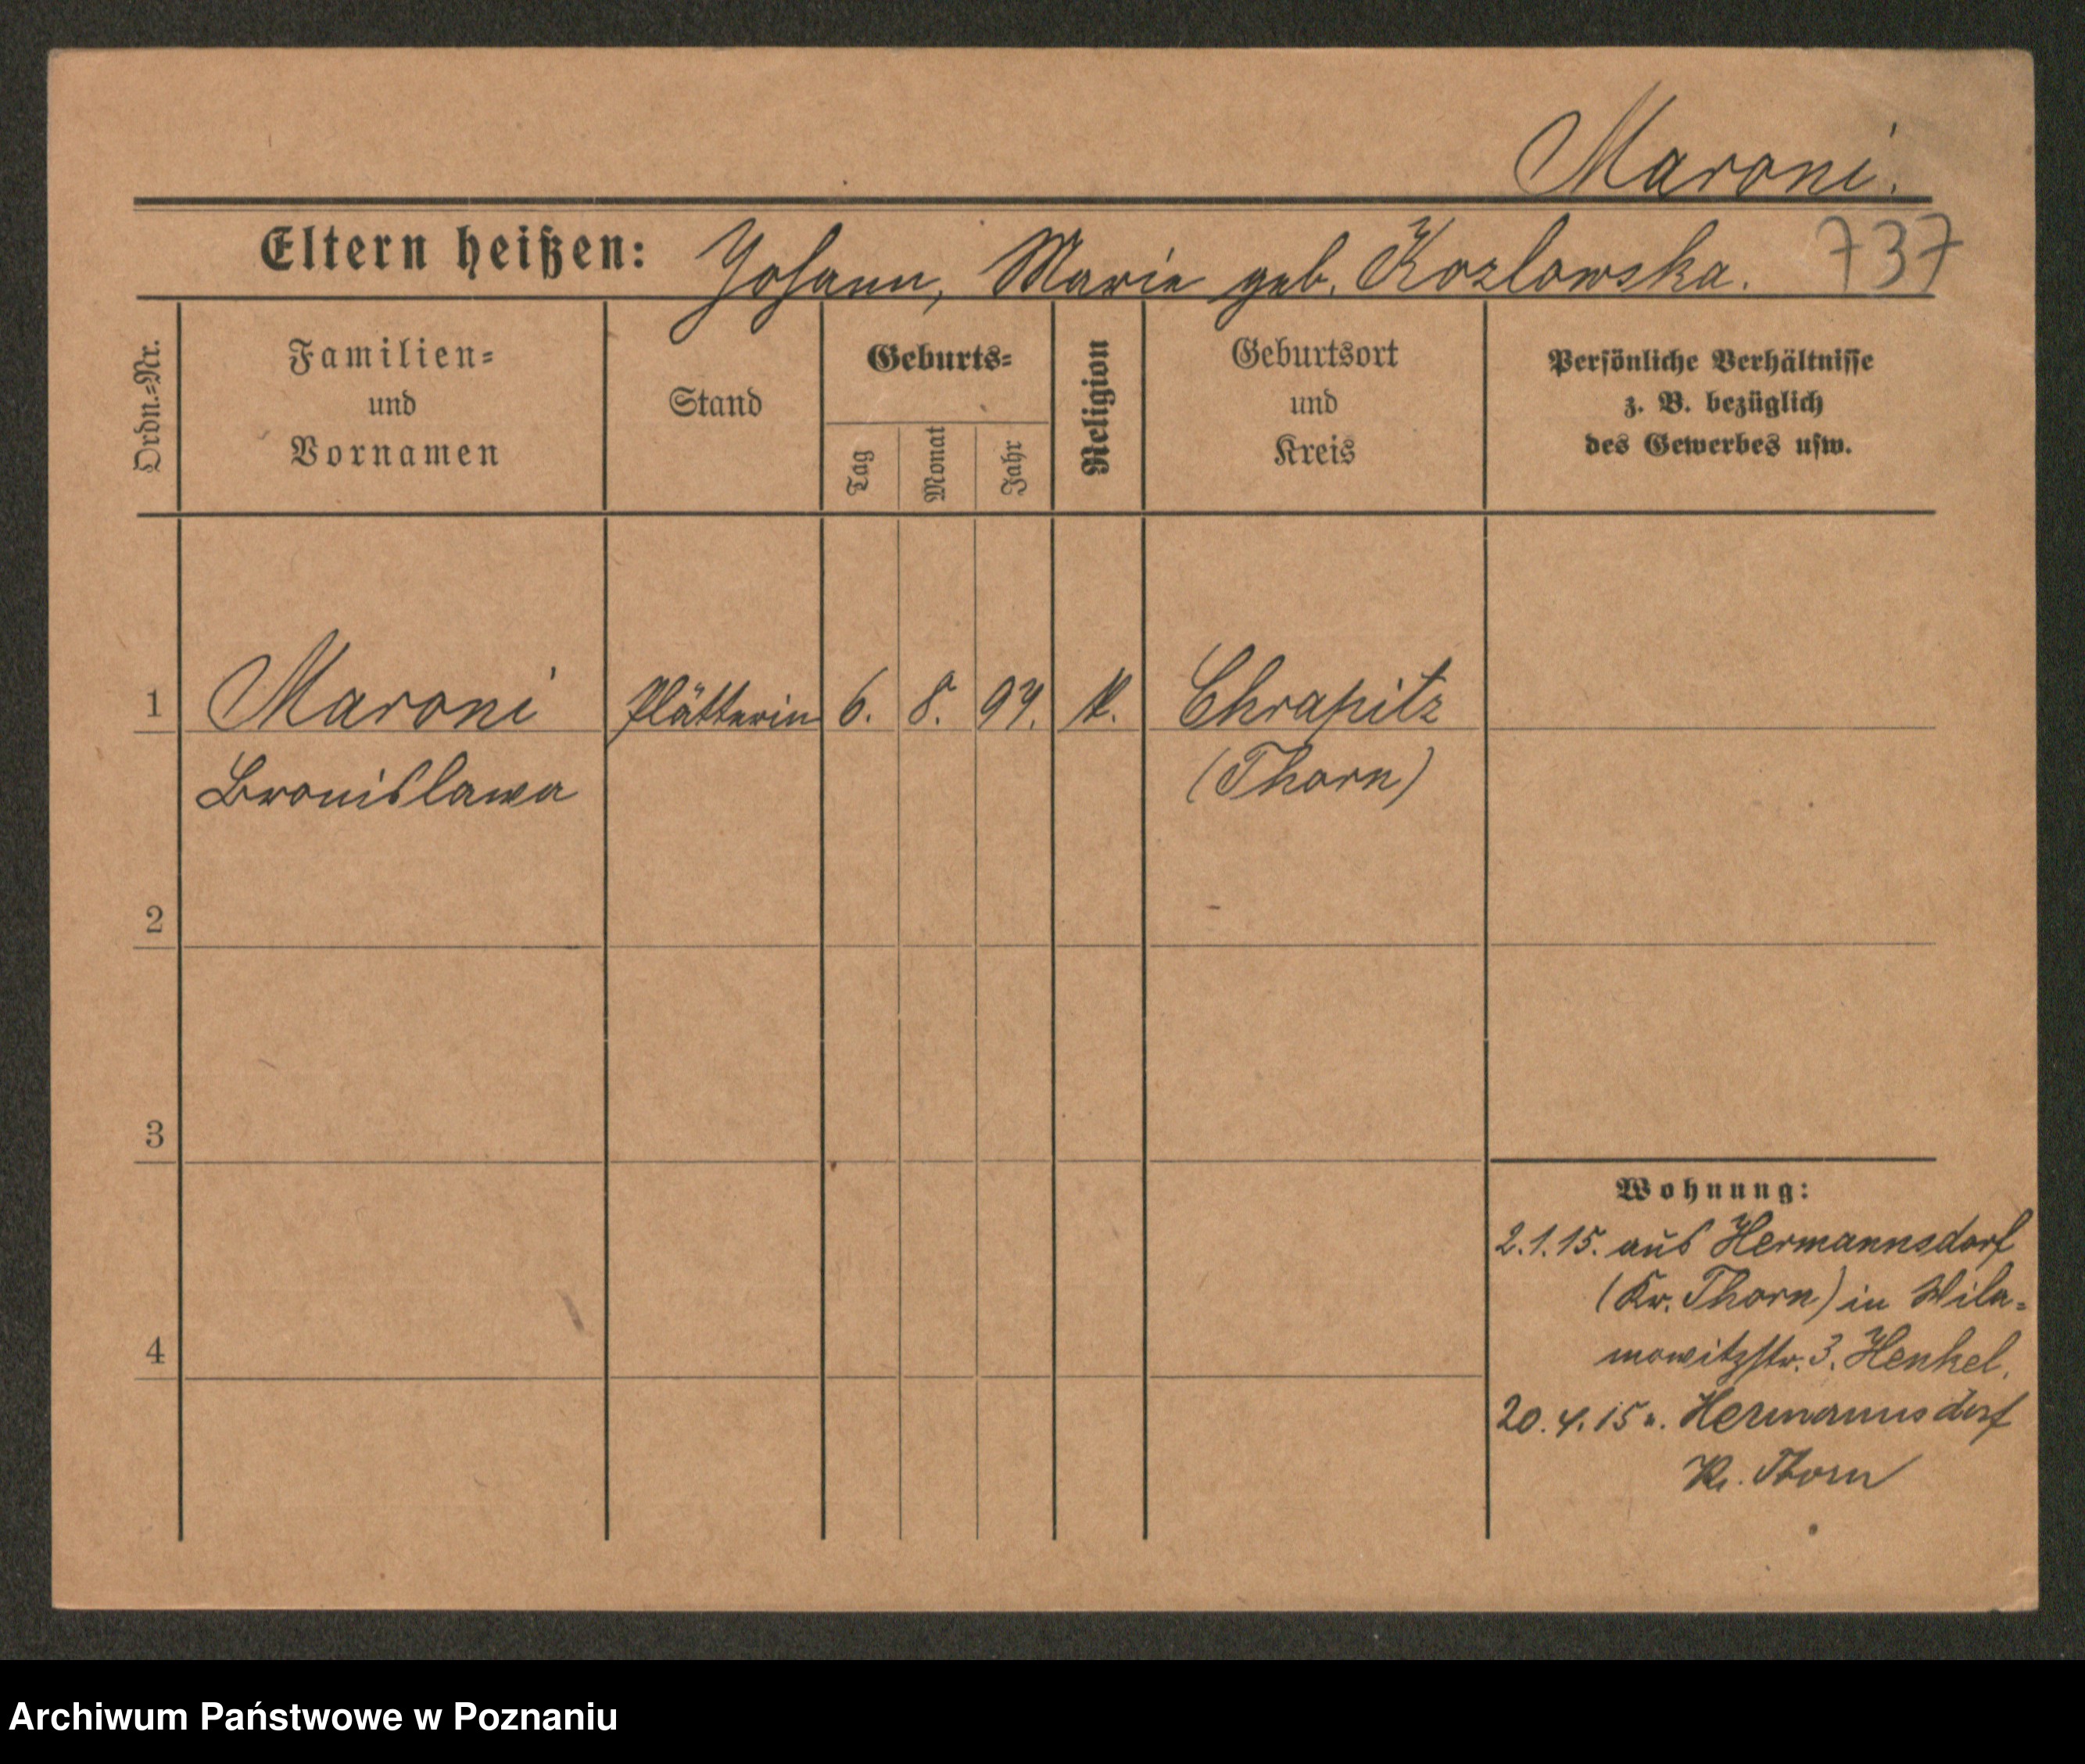 Maroni.
Eltern heißen: Johann, Marie geb. Kozlowska. 737
Ordn.=Nr.
Familien=
und
Vornamen
Stand
Geburts=
Tag
Monat
Jahr
Religion
Geburtsort
und
Kreis
Persönliche Verhältnisse
z. B. bezüglich
des Gewerbes usw.
1 Maroni Plätterin 6. 8. 94. K. Chrapitz
Bronislawa (Thorn)
2
3
4
Wohnung:
2.1.15. aus Hermannsdorf
(Kr. Thorn) in Wila=
mowitzstr. 3. Henkel.
20.4.15 n. Hermannsdorf
Kr. Thorn
Archiwum Państwowe w Poznaniu